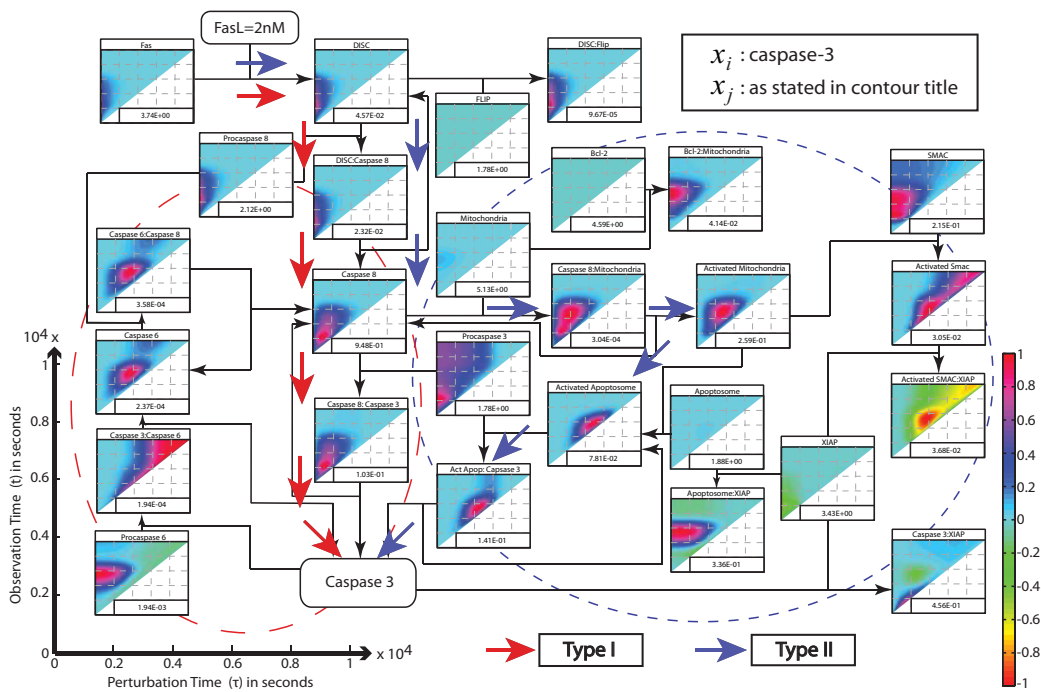 FasL=2nM
Fas
3.74E+00
DISC
4.57E-02
DISC:Flip
9.67E-05
x_i : caspase-3
x_j : as stated in contour title
FLIP
1.78E+00
Procaspase 8
2.12E+00
DISC:Caspase 8
2.32E-02
Bcl-2
4.59E+00
Bcl-2:Mitochondria
4.14E-02
SMAC
2.15E-01
Caspase 6:Caspase 8
3.58E-04
Caspase 8
9.48E-01
Mitochondria
5.13E+00
Caspase 8:Mitochondria
3.04E-04
Activated Mitochondria
2.59E-01
Activated Smac
3.05E-02
Caspase 6
2.37E-04
Procaspase 3
1.78E+00
Caspase 8: Caspase 3
1.03E-01
Activated Apoptosome
7.81E-02
Apoptosome
1.88E+00
Activated SMAC:XIAP
3.68E-02
Caspase 3:Caspase 6
1.94E-04
Act Apop: Capsase 3
1.41E-01
Apoptosome:XIAP
3.36E-01
XIAP
3.43E+00
Procaspase 6
1.94E-03
Caspase 3
Caspase 3:XIAP
4.56E-01
Type I
Type II
10⁴ x
1.0
0.8
0.6
0.4
0.2
0
Observation Time (t) in seconds
0
0.2
0.4
0.6
0.8
1.0
x 10⁴
Perturbation Time (τ) in seconds
1
0.8
0.6
0.4
0.2
0
-0.2
-0.4
-0.6
-0.8
-1